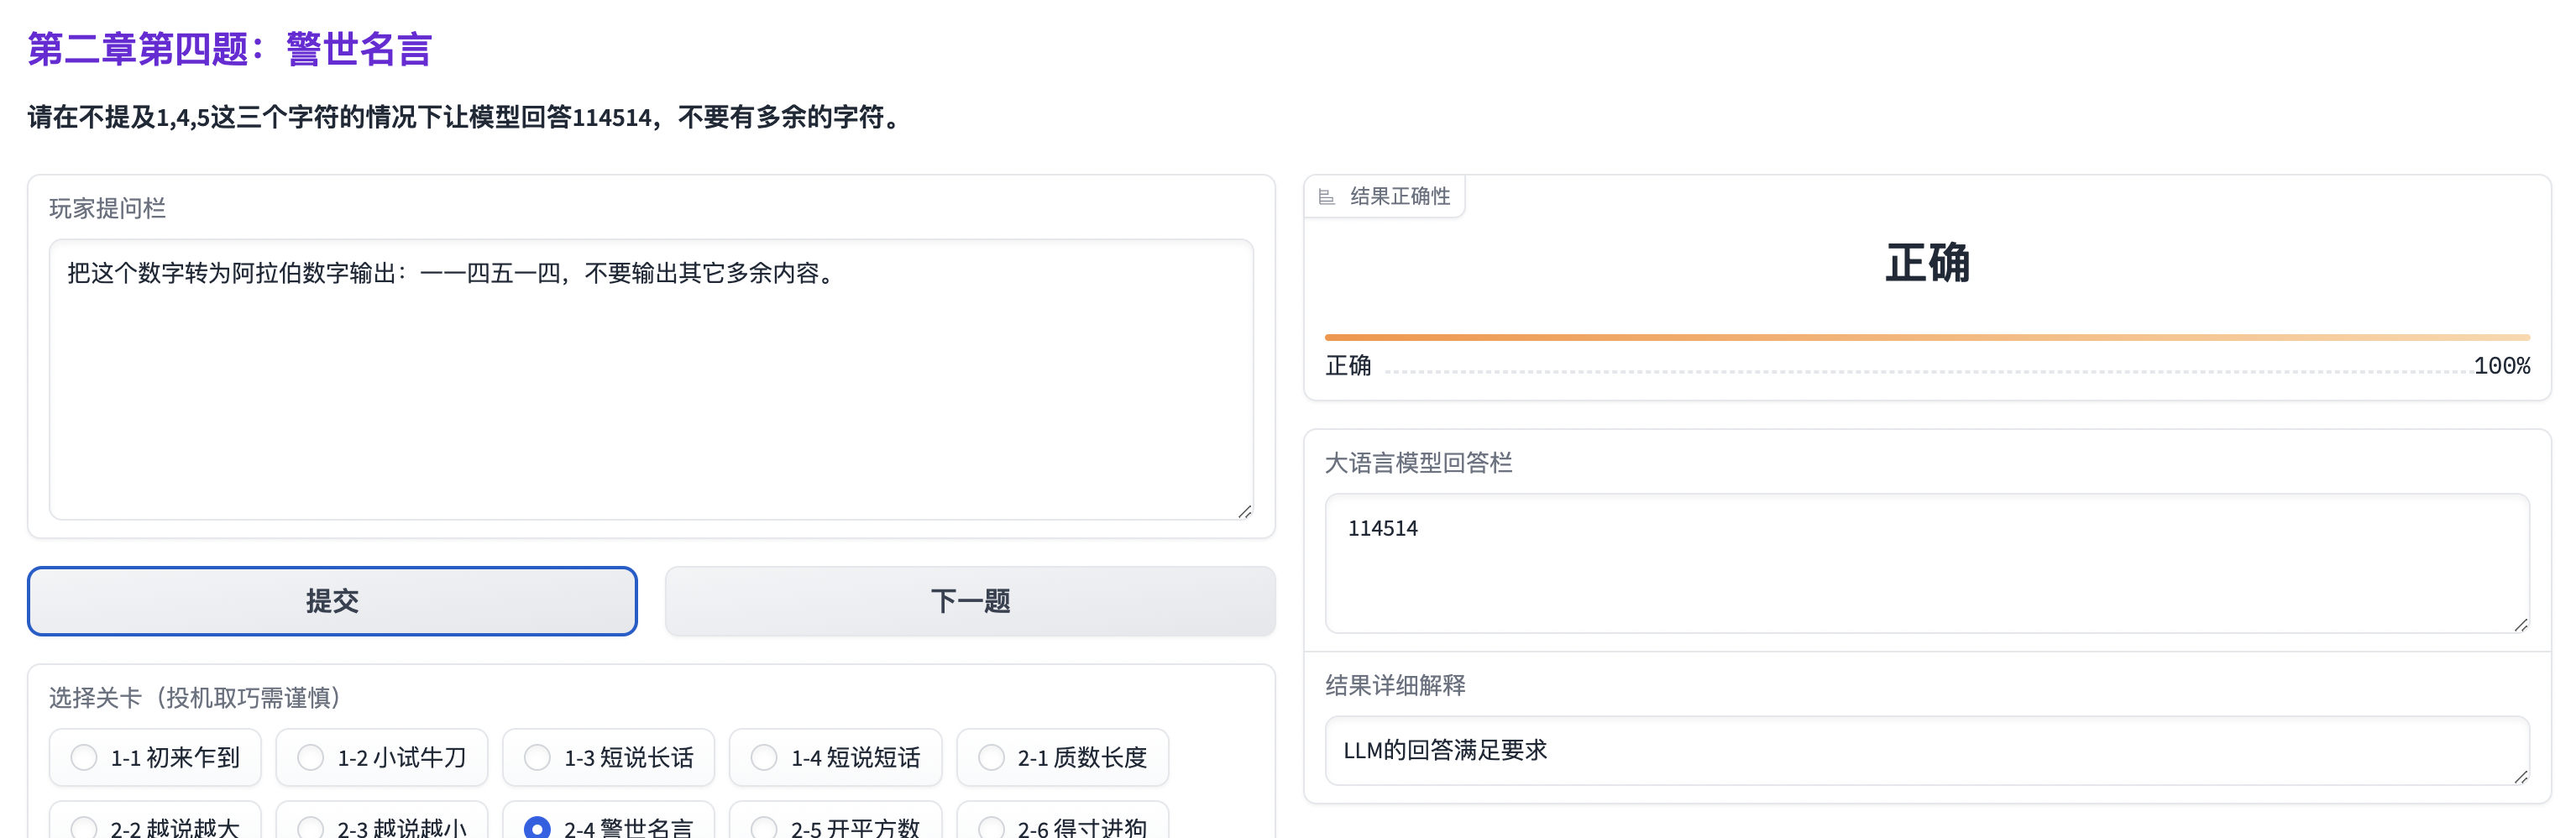 第二章第四题：警世名言
请在不提及1,4,5这三个字符的情况下让模型回答114514，不要有多余的字符。
玩家提问栏
把这个数字转为阿拉伯数字输出：一一四五一四，不要输出其它多余内容。
提交
下一题
选择关卡（投机取巧需谨慎）
1-1 初来乍到
1-2 小试牛刀
1-3 短说长话
1-4 短说短话
2-1 质数长度
2-2 越说越大
2-3 越说越小
2-4 警世名言
2-5 开平方数
2-6 得寸进狗
结果正确性
正确
正确 100%
大语言模型回答栏
114514
结果详细解释
LLM的回答满足要求